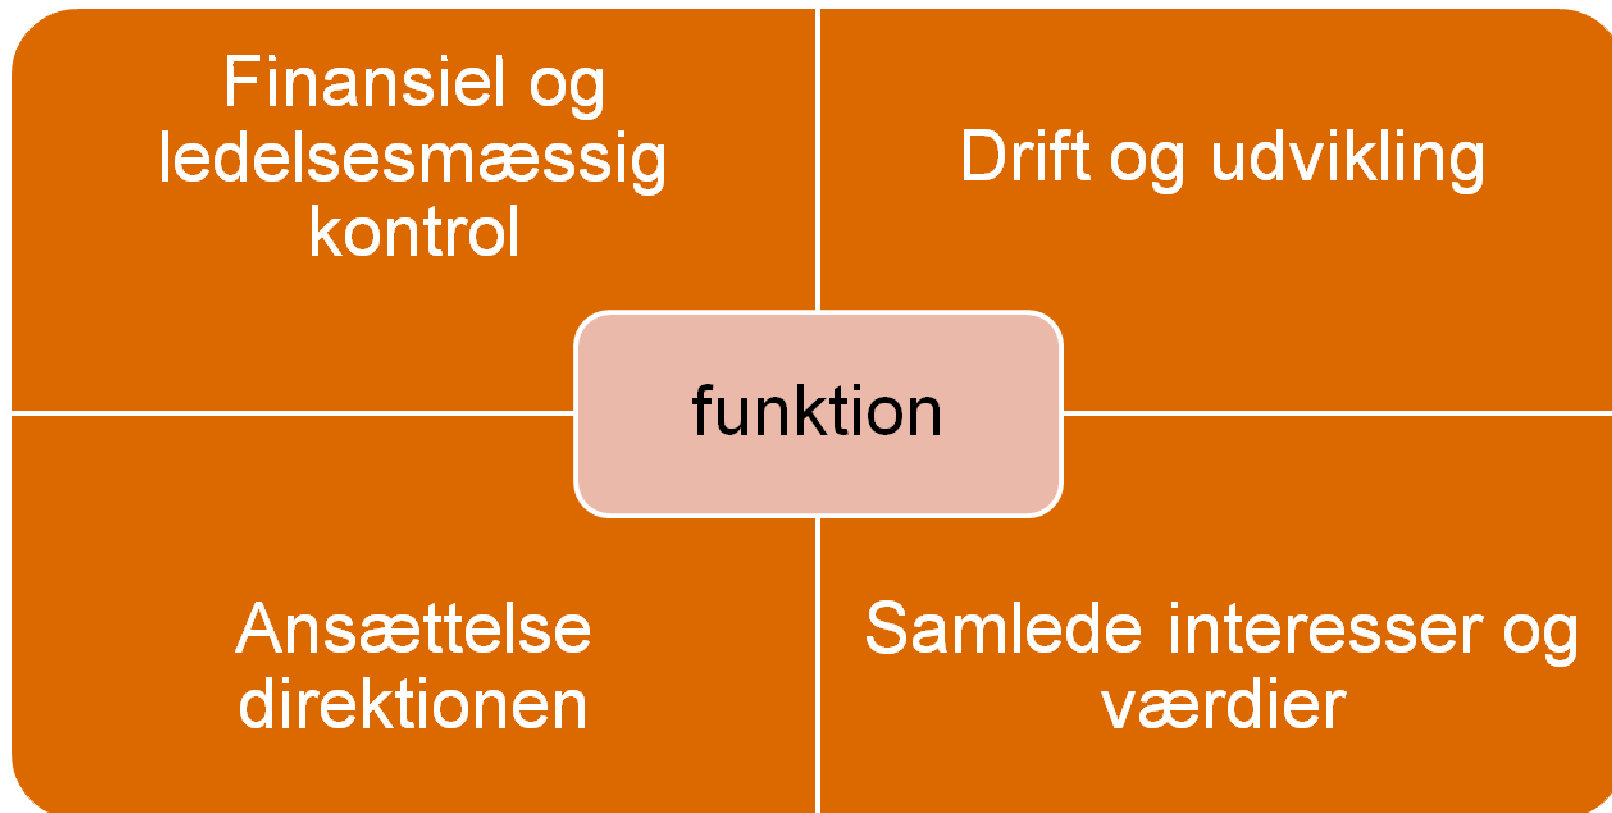 Finansiel og
ledelsesmæssig
kontrol
Drift og udvikling
funktion
Ansættelse
direktionen
Samlede interesser og
værdier